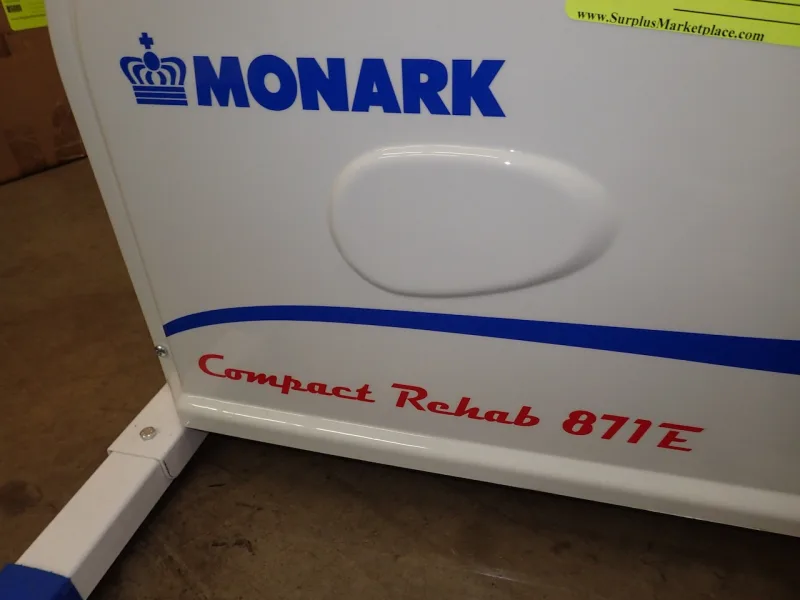 www.SurplusMarketplace.com
MONARK
Compact Rehab 871E